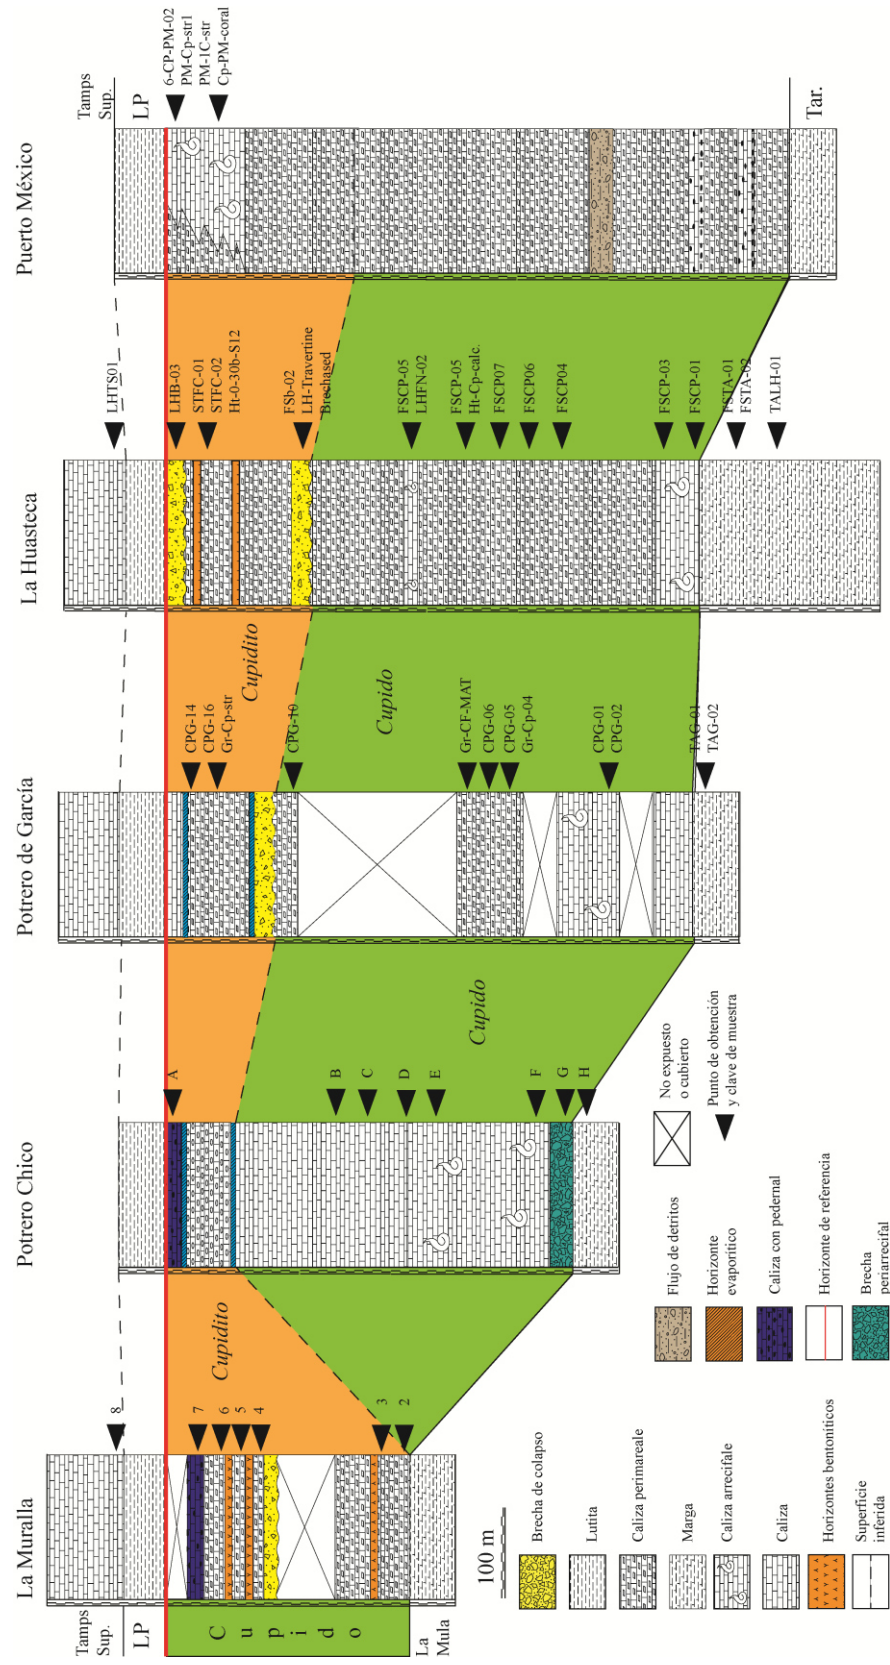 La Muralla
Potrero Chico
Potrero de García
La Huasteca
Puerto México
Tamps
Sup.
LP
C
u
p
i
d
o
La
Mula
8
7
6
5
4
3
2
Cupidito
A
B
C
D
E
F
G
H
Cupido
CPG-14
CPG-16
Gr-Cp-str
CPG-10
Gr-CF-MAT
CPG-06
CPG-05
Gr-Cp-04
CPG-01
CPG-02
TAG-01
TAG-02
Cupidito
Cupido
LHTS01
LHB-03
STFC-01
STFC-02
Ht-0-30b-S12
FSb-02
LH-Travertine
Brechased
FSCP-05
LHFN-02
FSCP-05
Ht-Cp-calc.
FSCP07
FSCP06
FSCP04
FSCP-03
FSCP-01
FSTA-01
FSTA-02
TALH-01
Tamps
Sup.
LP
6-CP-PM-02
PM-Cp-str1
PM-1C-str
Cp-PM-coral
Tar.
100 m
Brecha de colapso
Lutita
Caliza perimareale
Marga
Caliza arrecifale
Caliza
Horizontes bentoníticos
Superficie
inferida
Flujo de detritos
Horizonte
evaporítico
Caliza con pedernal
Horizonte de referencia
Brecha
periarrecifal
No expuesto
o cubierto
Punto de obtención
y clave de muestra